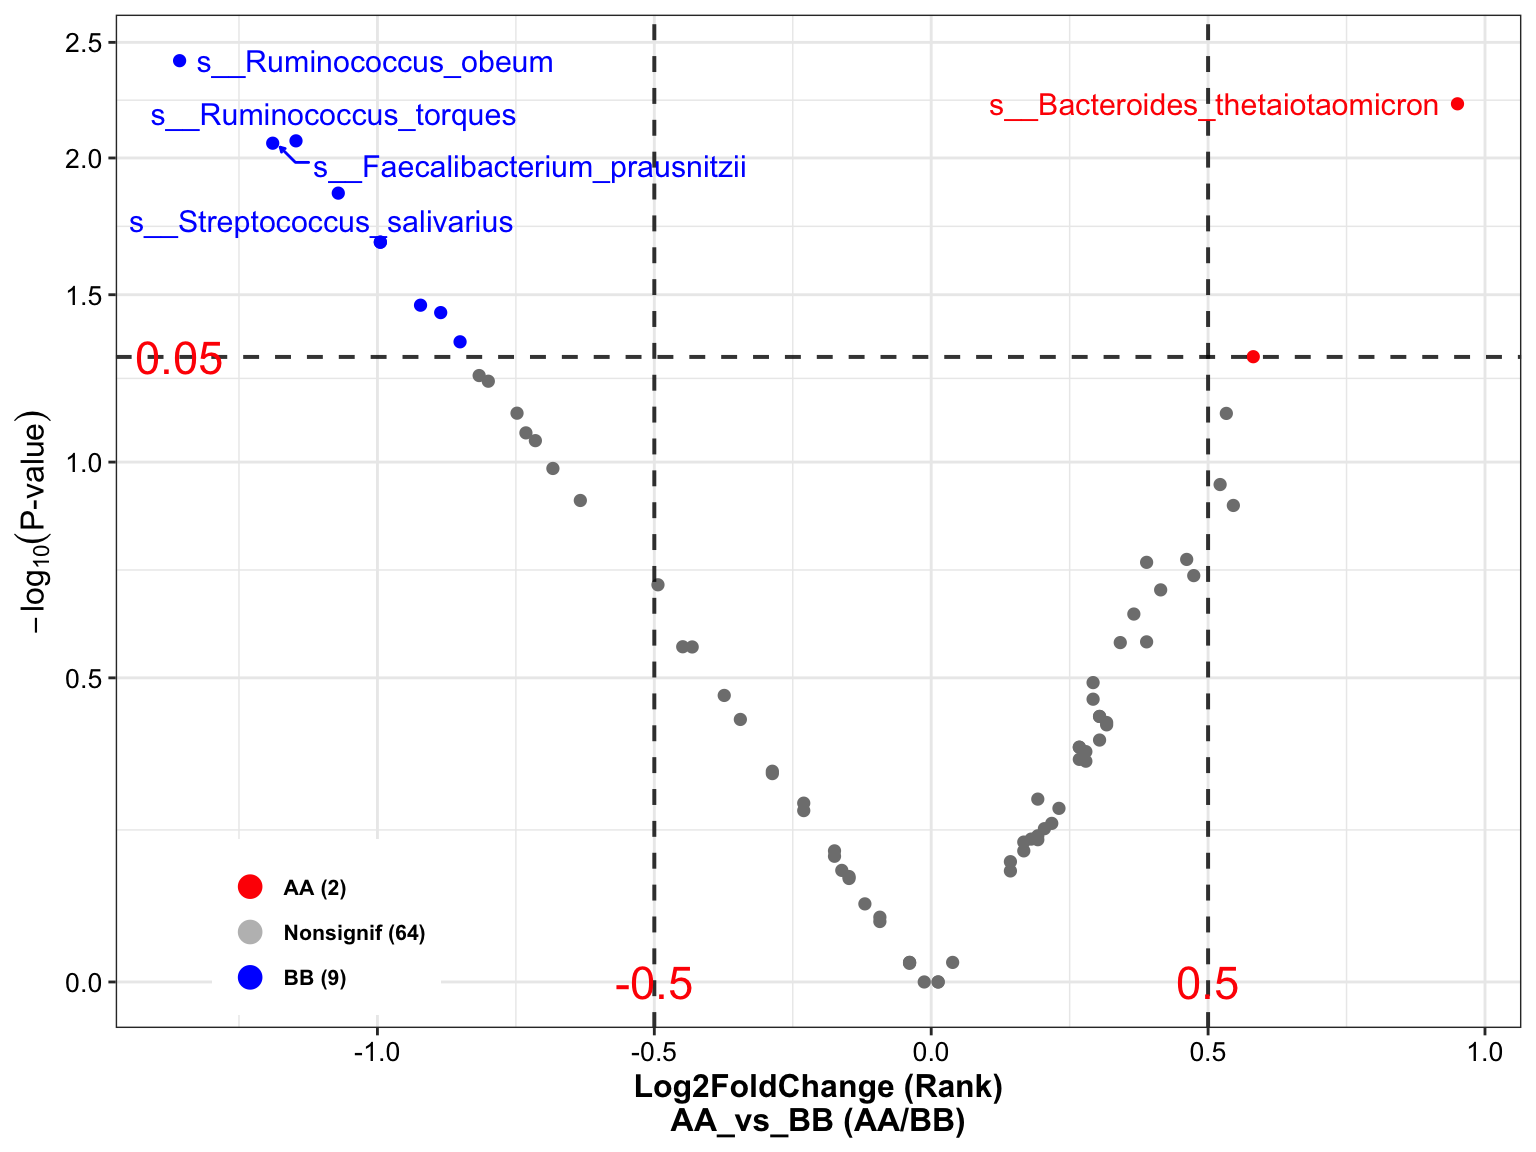 2.5
s__Ruminococcus_obeum
s__Bacteroides_thetaiotaomicron
s__Ruminococcus_torques
2.0
s__Faecalibacterium_prausnitzii
s__Streptococcus_salivarius
1.5
0.05
−log10(P-value)
1.0
0.5
AA (2)
Nonsignif (64)
BB (9)
0.0
-0.5
0.5
-1.0
-0.5
0.0
0.5
1.0
Log2FoldChange (Rank)
AA_vs_BB (AA/BB)